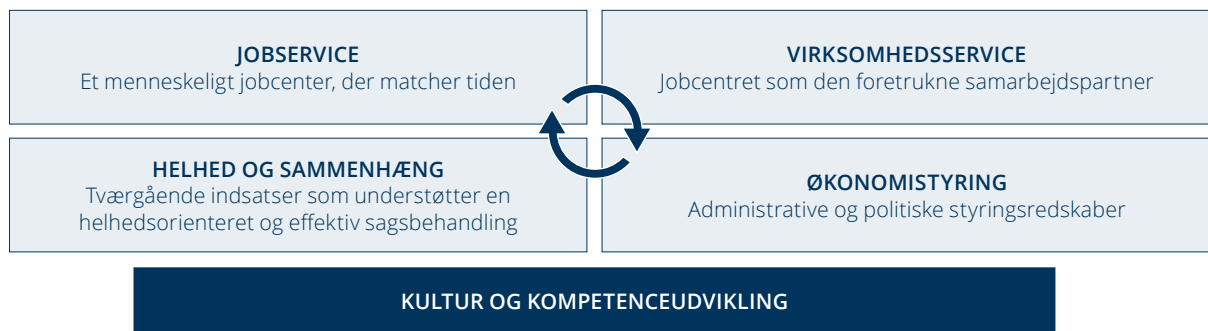 JOBSERVICE
Et menneskeligt jobcenter, der matcher tiden
VIRKSOMHEDSSERVICE
Jobcentret som den foretrukne samarbejdspartner
HELHED OG SAMMENHÆNG
Tværgående indsatser som understøtter en
helhedsorienteret og effektiv sagsbehandling
ØKONOMISTYRING
Administrative og politiske styringsredskaber
KULTUR OG KOMPETENCEUDVIKLING